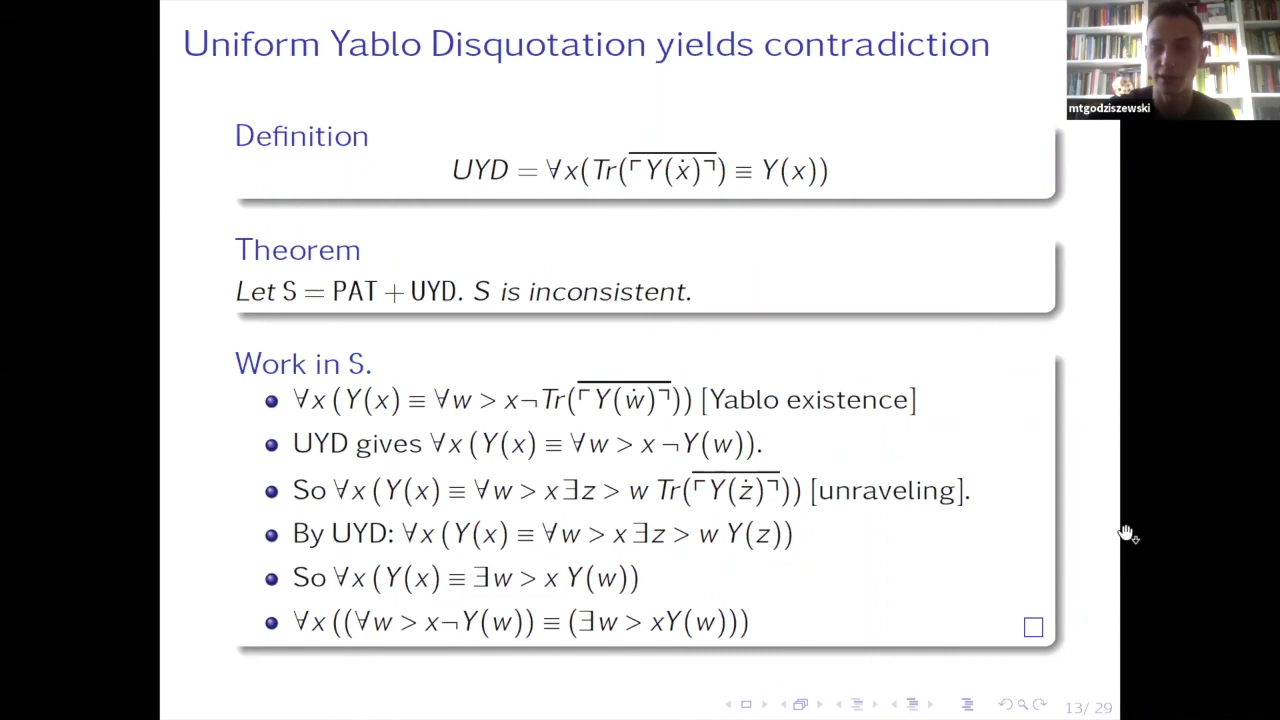 Uniform Yablo Disquotation yields contradiction
mtgodziszewski
Definition
UYD = ∀x(Tr(⌜Y(ẋ)⌝) ≡ Y(x))
Theorem
Let S = PAT + UYD. S is inconsistent.
Work in S.
∀x (Y(x) ≡ ∀w > x¬Tr(⌜Y(ẇ)⌝)) [Yablo existence]
UYD gives ∀x (Y(x) ≡ ∀w > x ¬Y(w)).
So ∀x (Y(x) ≡ ∀w > x ∃z > w Tr(⌜Y(ż)⌝)) [unraveling].
By UYD: ∀x (Y(x) ≡ ∀w > x ∃z > w Y(z))
So ∀x (Y(x) ≡ ∃w > x Y(w))
∀x ((∀w > x¬Y(w)) ≡ (∃w > xY(w)))
13 / 29